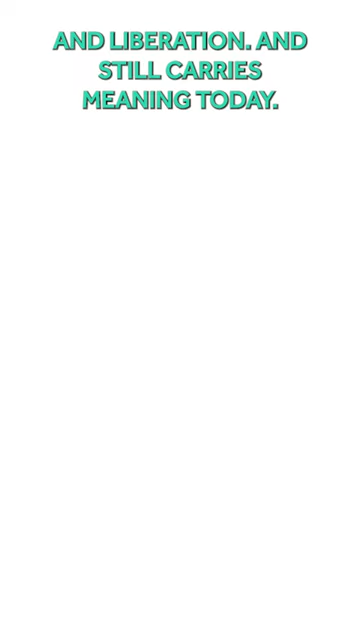 AND LIBERATION. AND
STILL CARRIES
MEANING TODAY.